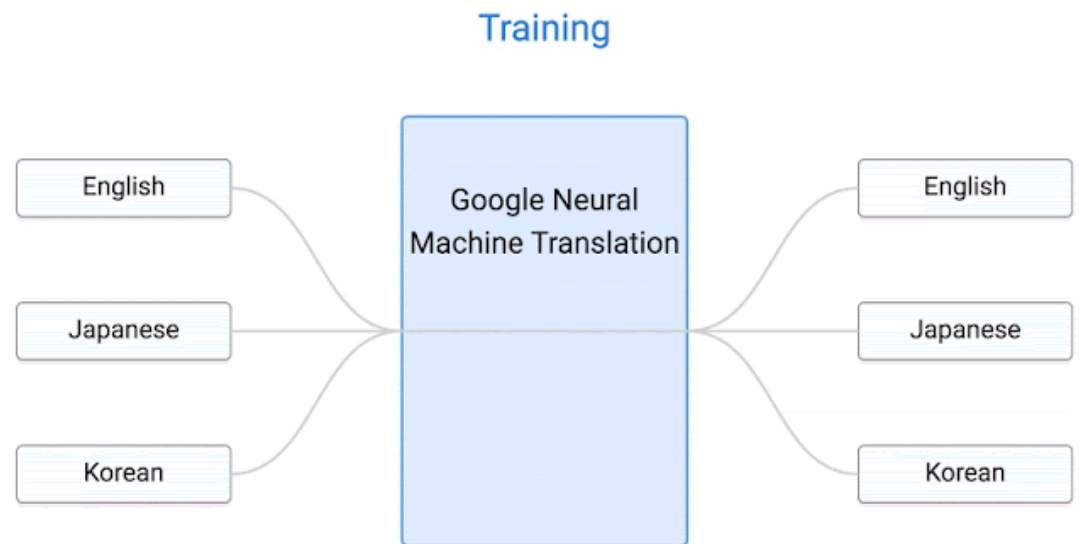 Training
English
Japanese
Korean
Google Neural
Machine Translation
English
Japanese
Korean